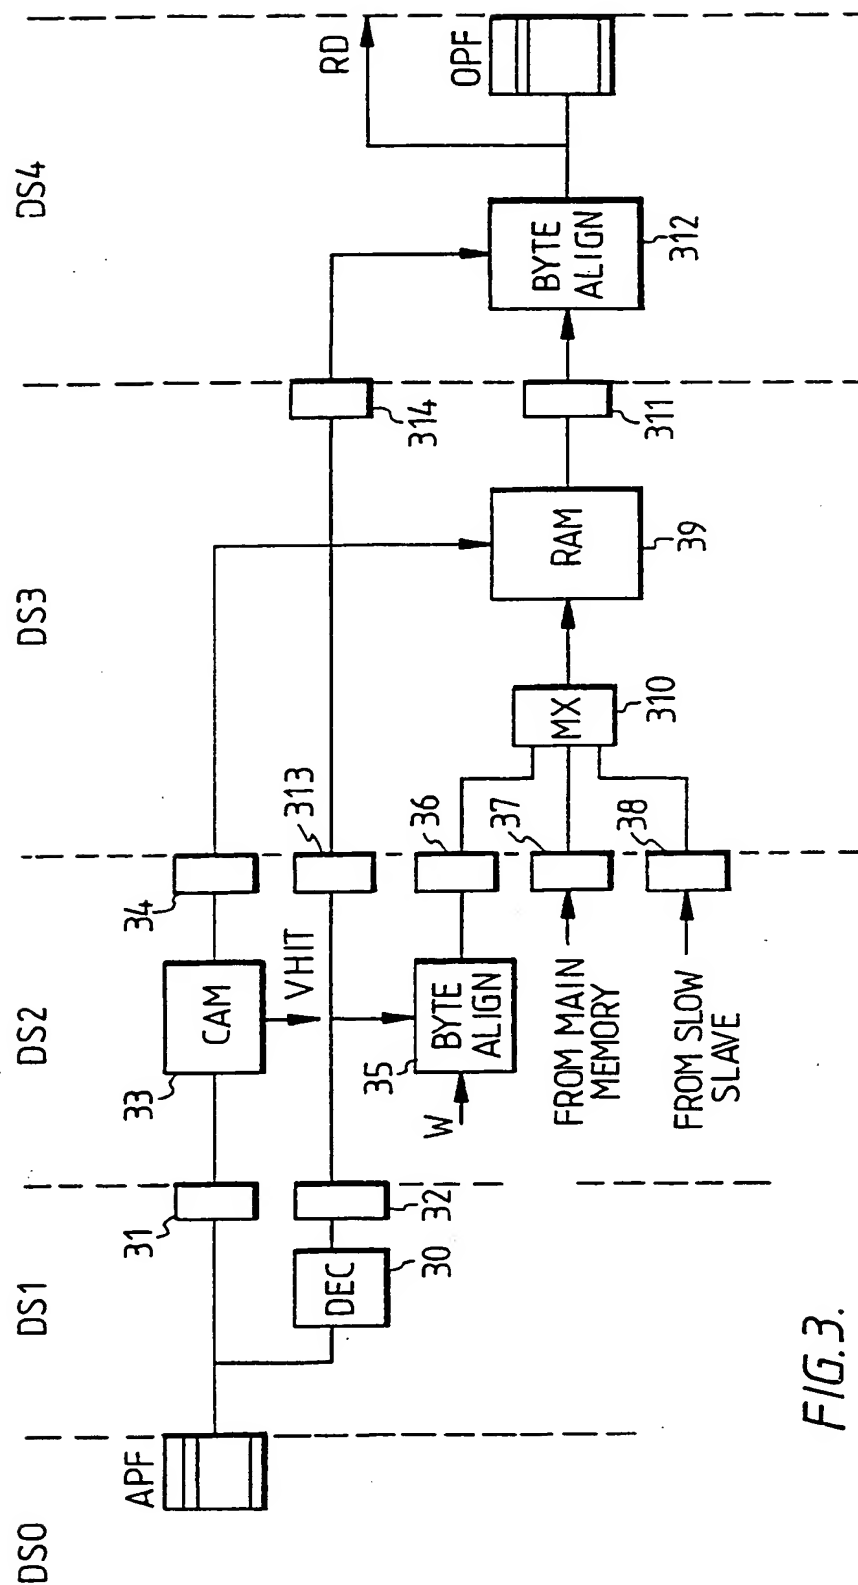 DS0
DS1
DS2
DS3
DS4
APF
31
DEC
30
32
33
CAM
34
VHIT
313
314
W
35
BYTE
ALIGN
36
FROM MAIN
MEMORY
37
FROM SLOW
SLAVE
38
MX
310
RAM
39
311
BYTE
ALIGN
312
RD
OPF
FIG.3.